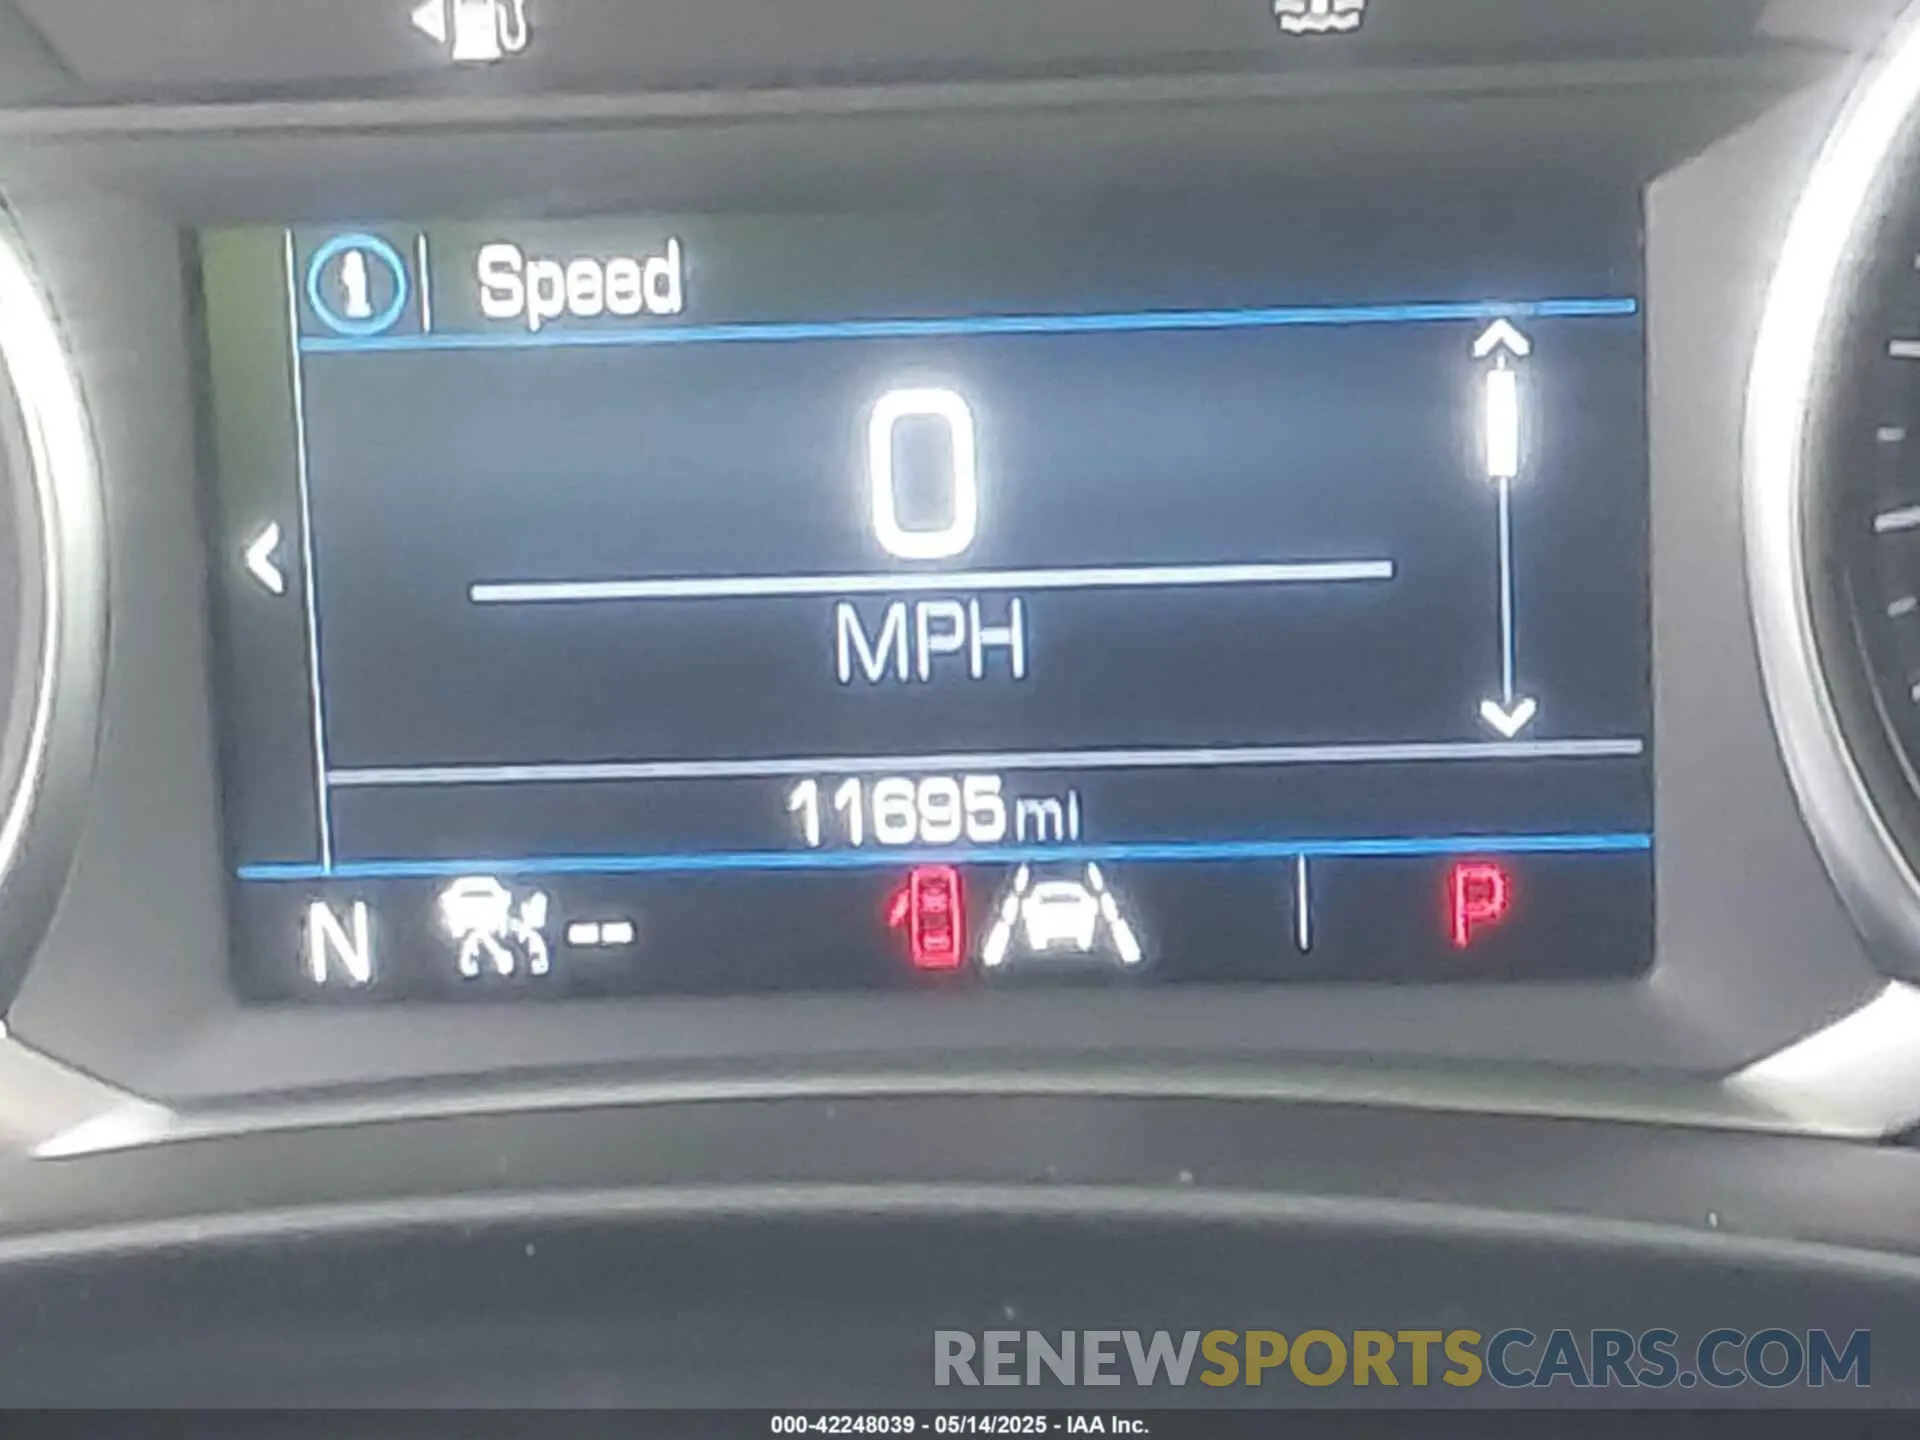 Speed
0
MPH
11695 mi
N -- P
RENEWSPORTSCARS.COM
000-42248039 - 05/14/2025 - IAA Inc.